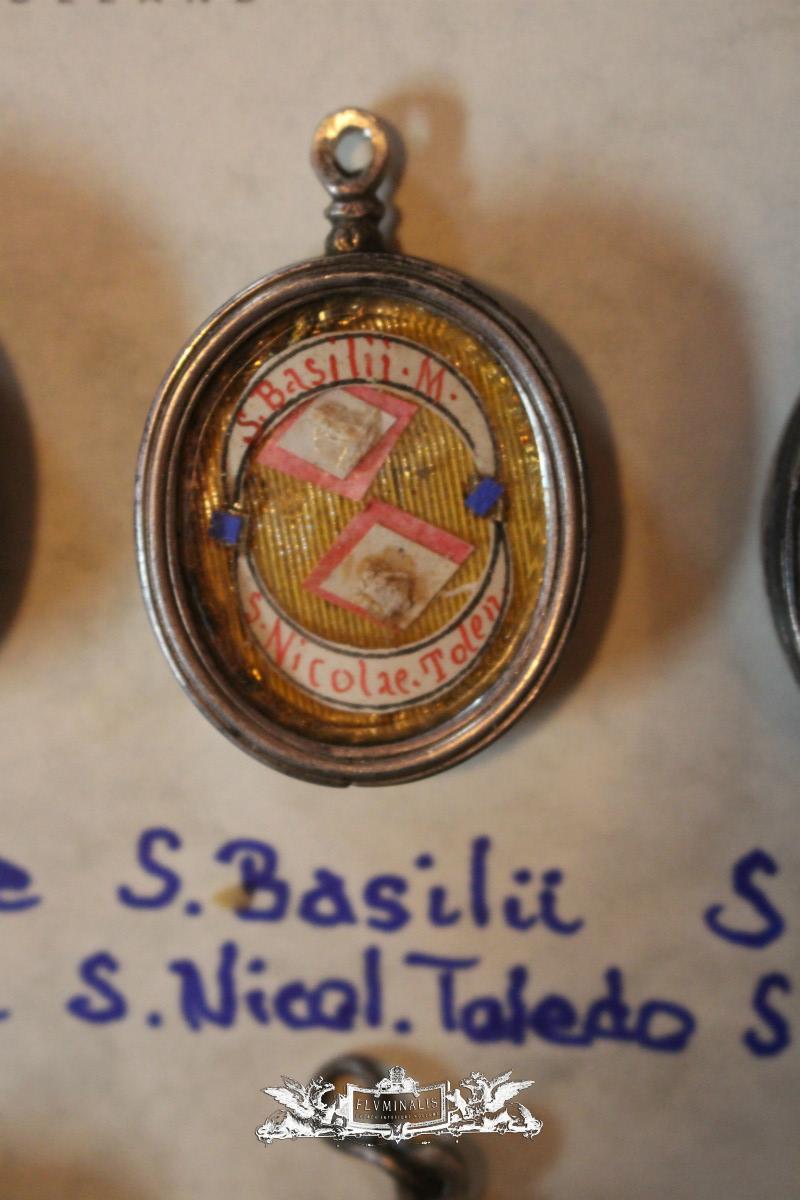 S. Basilii. M.
S. Nicolae. Tolen
S. Basilii S
S. Nicol. Toledo S
FLVMINALIS